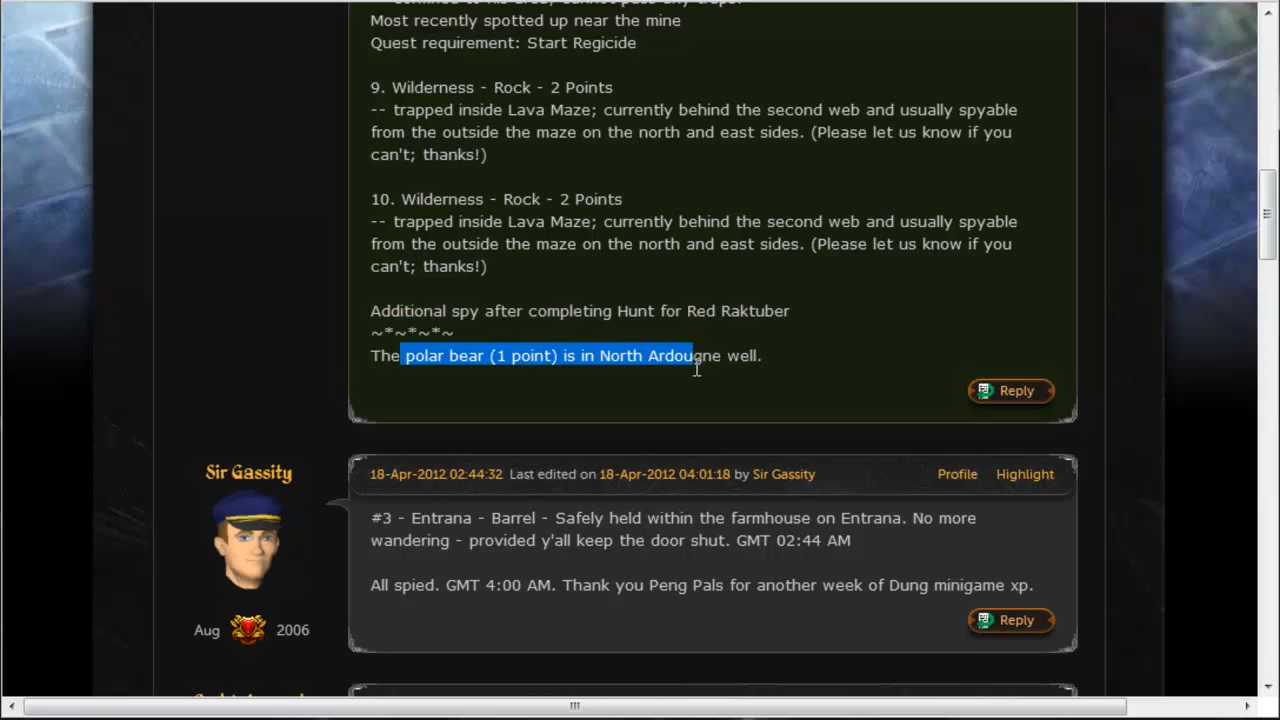 Most recently spotted up near the mine
Quest requirement: Start Regicide
9. Wilderness - Rock - 2 Points
-- trapped inside Lava Maze; currently behind the second web and usually spyable
from the outside the maze on the north and east sides. (Please let us know if you
can't; thanks!)
10. Wilderness - Rock - 2 Points
-- trapped inside Lava Maze; currently behind the second web and usually spyable
from the outside the maze on the north and east sides. (Please let us know if you
can't; thanks!)
Additional spy after completing Hunt for Red Raktuber
~*~*~*~
The polar bear (1 point) is in North Ardougne well.
Reply
Sir Gassity
18-Apr-2012 02:44:32 Last edited on 18-Apr-2012 04:01:18 by Sir Gassity Profile Highlight
#3 - Entrana - Barrel - Safely held within the farmhouse on Entrana. No more
wandering - provided y'all keep the door shut. GMT 02:44 AM
All spied. GMT 4:00 AM. Thank you Peng Pals for another week of Dung minigame xp.
Aug 2006
Reply